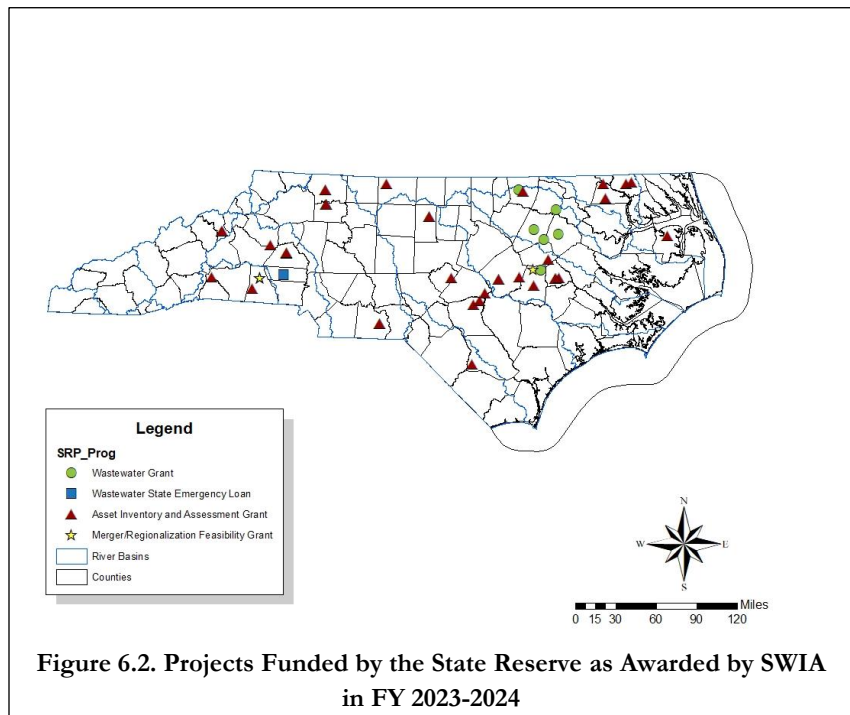 Legend
SRP_Prog
Wastewater Grant
Wastewater State Emergency Loan
Asset Inventory and Assessment Grant
Merger/Regionalization Feasibility Grant
River Basins
Counties
N
W E
S
Miles
0 15 30 60 90 120
Figure 6.2. Projects Funded by the State Reserve as Awarded by SWIA
in FY 2023-2024